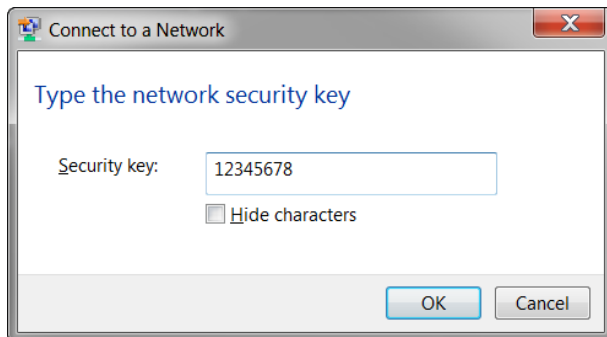 Connect to a Network
Type the network security key
Security key: 12345678
Hide characters
OK Cancel